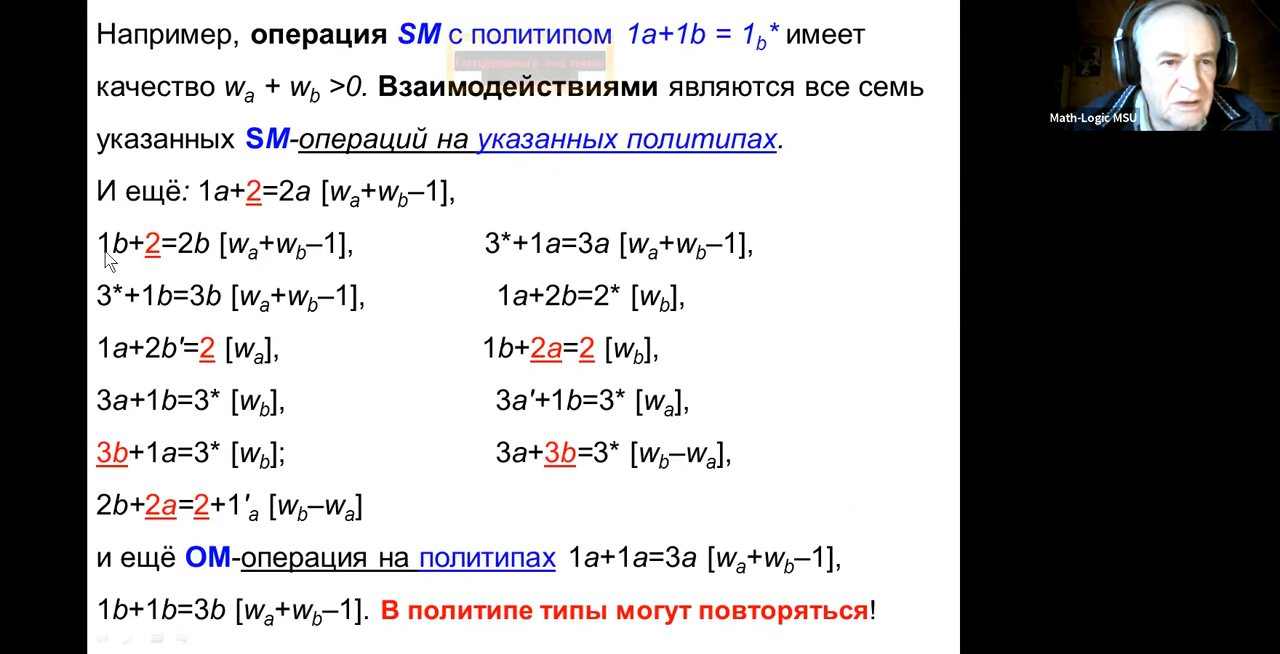 Например, операция SM с политипом 1a+1b = 1b* имеет
качество wa + wb >0. Взаимодействиями являются все семь
указанных SM-операций на указанных политипах.
И ещё: 1a+2=2a [wa+wb–1],
1b+2=2b [wa+wb–1], 3*+1a=3a [wa+wb–1],
3*+1b=3b [wa+wb–1], 1a+2b=2* [wb],
1a+2b′=2 [wa], 1b+2a=2 [wb],
3a+1b=3* [wb], 3a′+1b=3* [wa],
3b+1a=3* [wb]; 3a+3b=3* [wb–wa],
2b+2a=2+1′a [wb–wa]
и ещё OM-операция на политипах 1a+1a=3a [wa+wb–1],
1b+1b=3b [wa+wb–1]. В политипе типы могут повторяться!
Math-Logic MSU